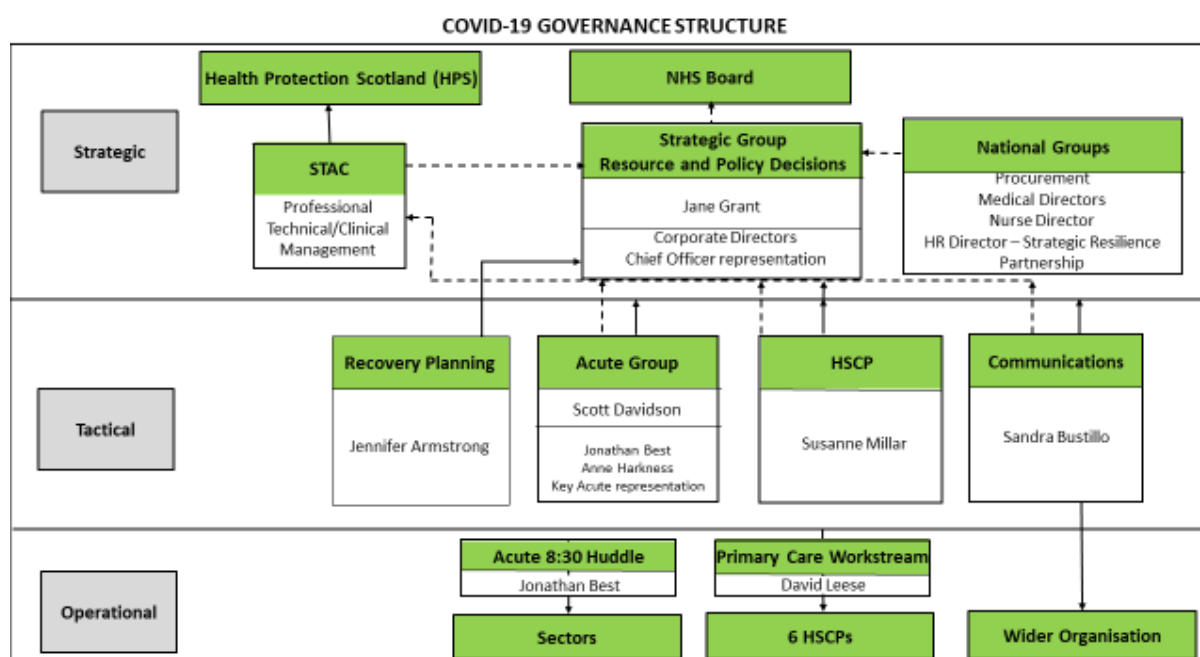 COVID-19 GOVERNANCE STRUCTURE
Health Protection Scotland (HPS)
NHS Board
Strategic
STAC
Professional
Technical/Clinical
Management
Strategic Group
Resource and Policy Decisions
Jane Grant
Corporate Directors
Chief Officer representation
National Groups
Procurement
Medical Directors
Nurse Director
HR Director – Strategic Resilience
Partnership
Tactical
Recovery Planning
Jennifer Armstrong
Acute Group
Scott Davidson
Jonathan Best
Anne Harkness
Key Acute representation
HSCP
Susanne Millar
Communications
Sandra Bustillo
Operational
Acute 8:30 Huddle
Jonathan Best
Sectors
Primary Care Workstream
David Leese
6 HSCPs
Wider Organisation